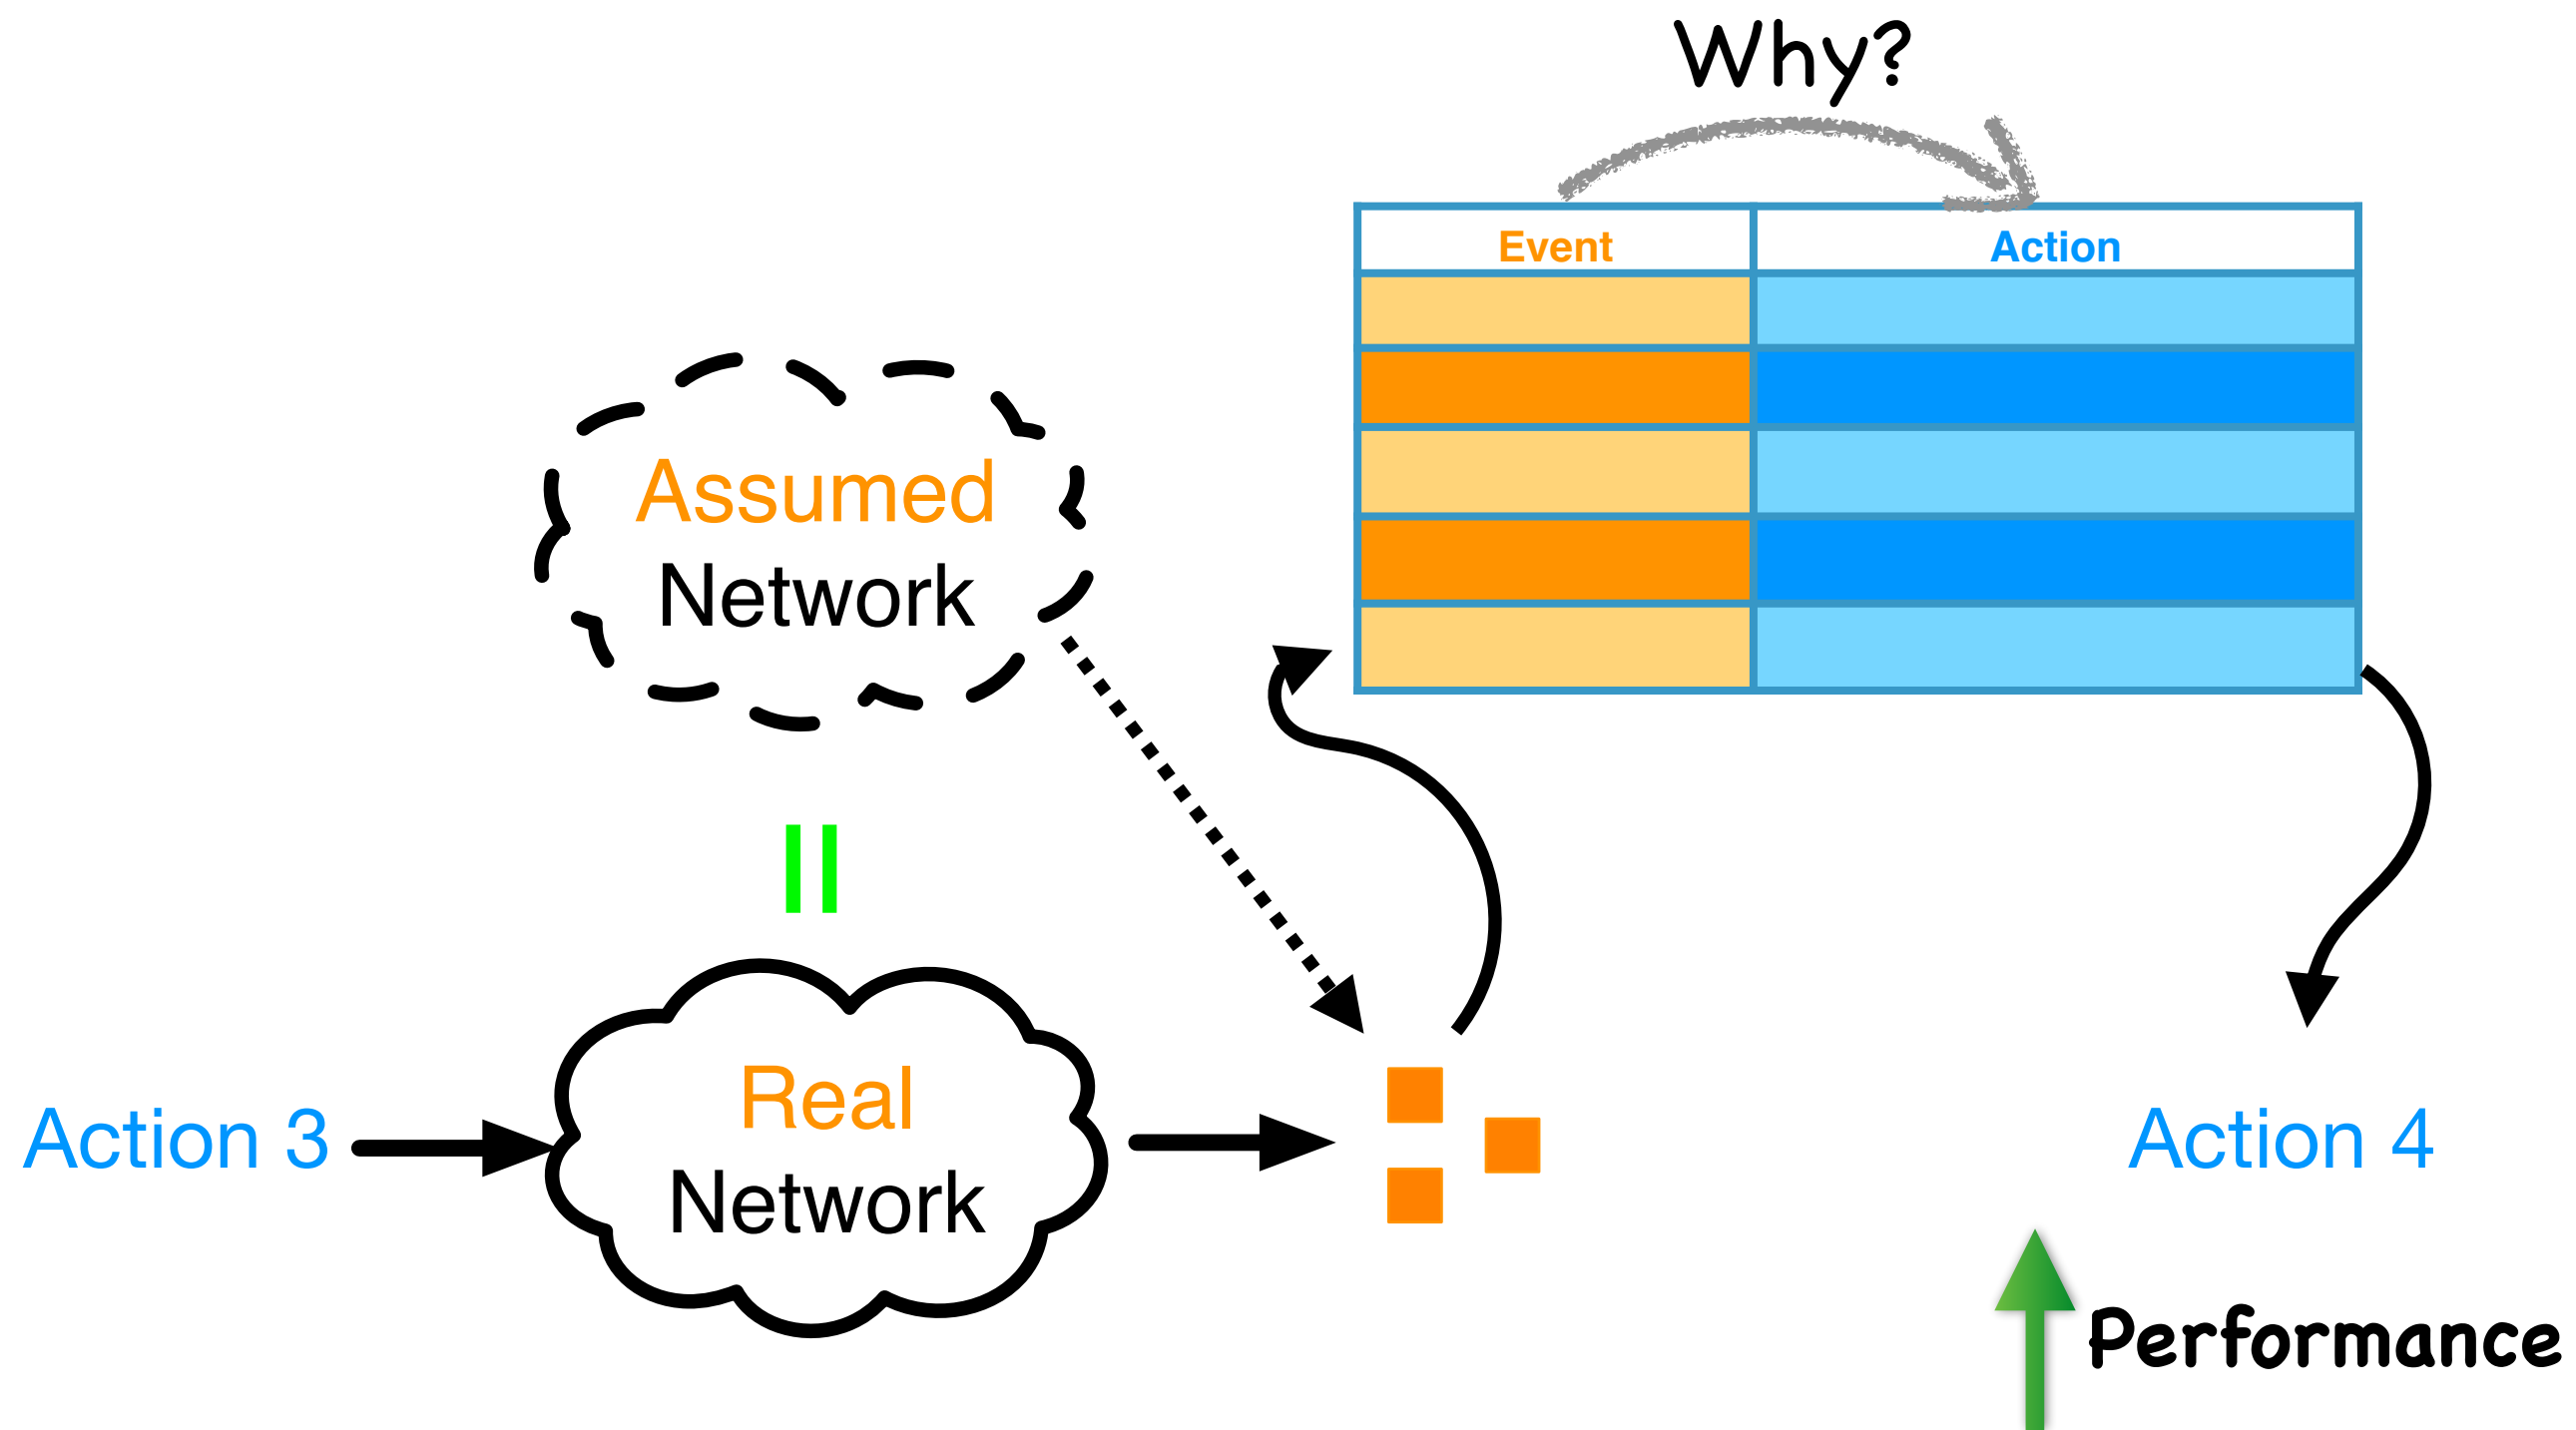 Why?
Event
Action
Assumed
Network
Real
Network
Action 3
Action 4
Performance